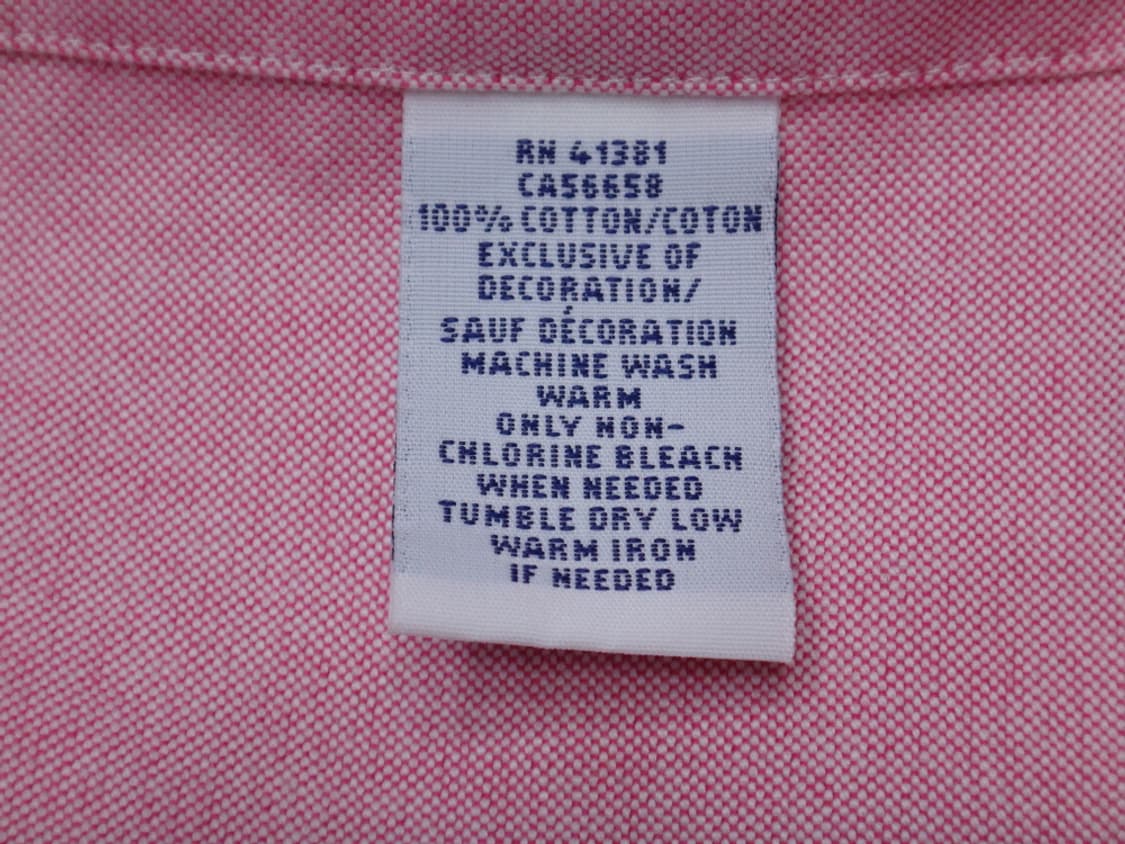 RN 41381
CA56658
100% COTTON/COTON
EXCLUSIVE OF
DECORATION/
SAUF DÉCORATION
MACHINE WASH
WARM
ONLY NON-
CHLORINE BLEACH
WHEN NEEDED
TUMBLE DRY LOW
WARM IRON
IF NEEDED